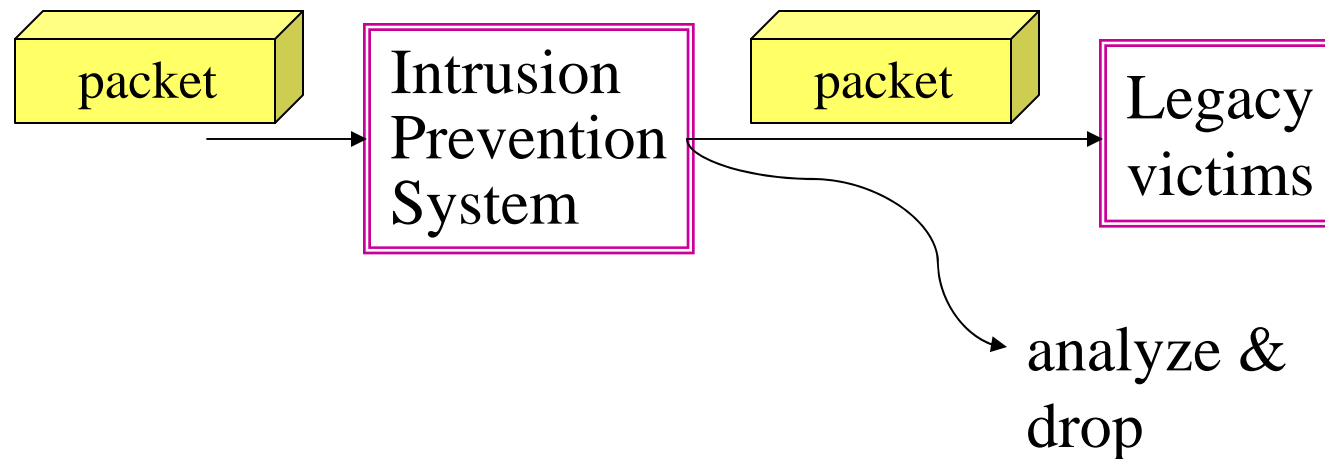 packet
Intrusion
Prevention
System
packet
Legacy
victims
analyze &
drop